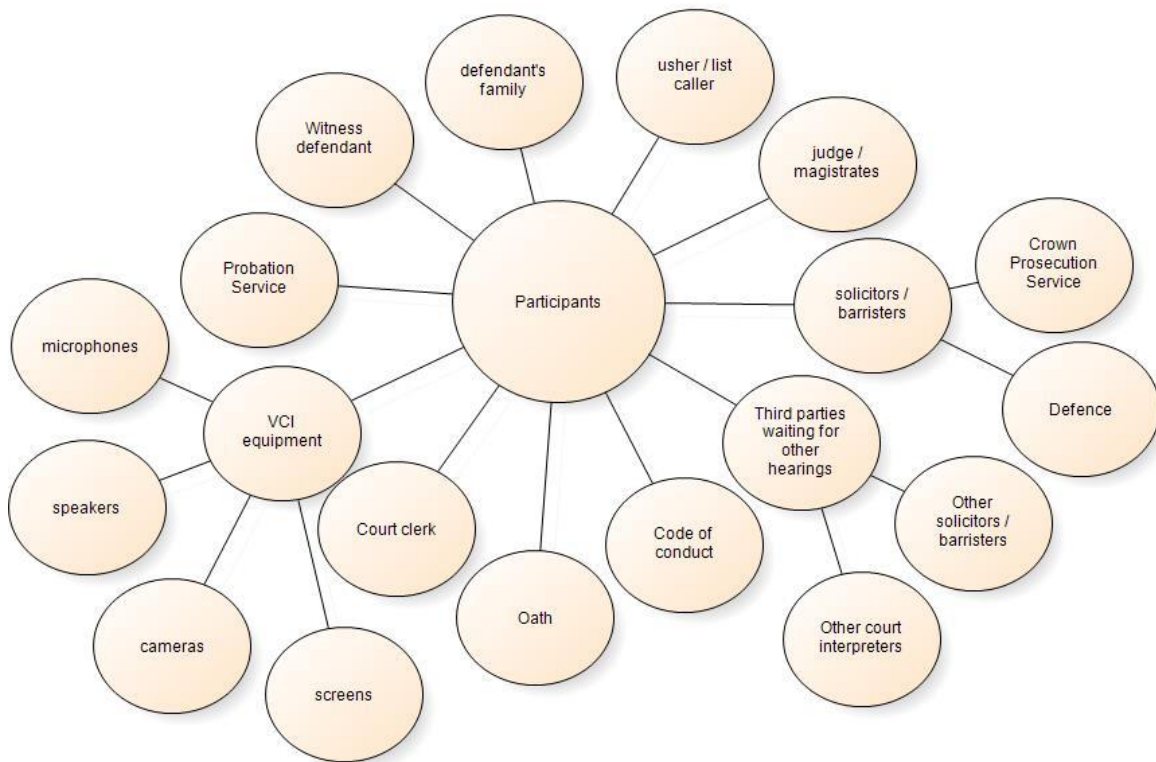 defendant's
family
usher / list
caller
Witness
defendant
judge /
magistrates
Probation
Service
Participants
solicitors /
barristers
Crown
Prosecution
Service
microphones
VCI
equipment
Third parties
waiting for
other
hearings
Defence
speakers
Court clerk
Code of
conduct
Other
solicitors /
barristers
cameras
screens
Oath
Other court
interpreters